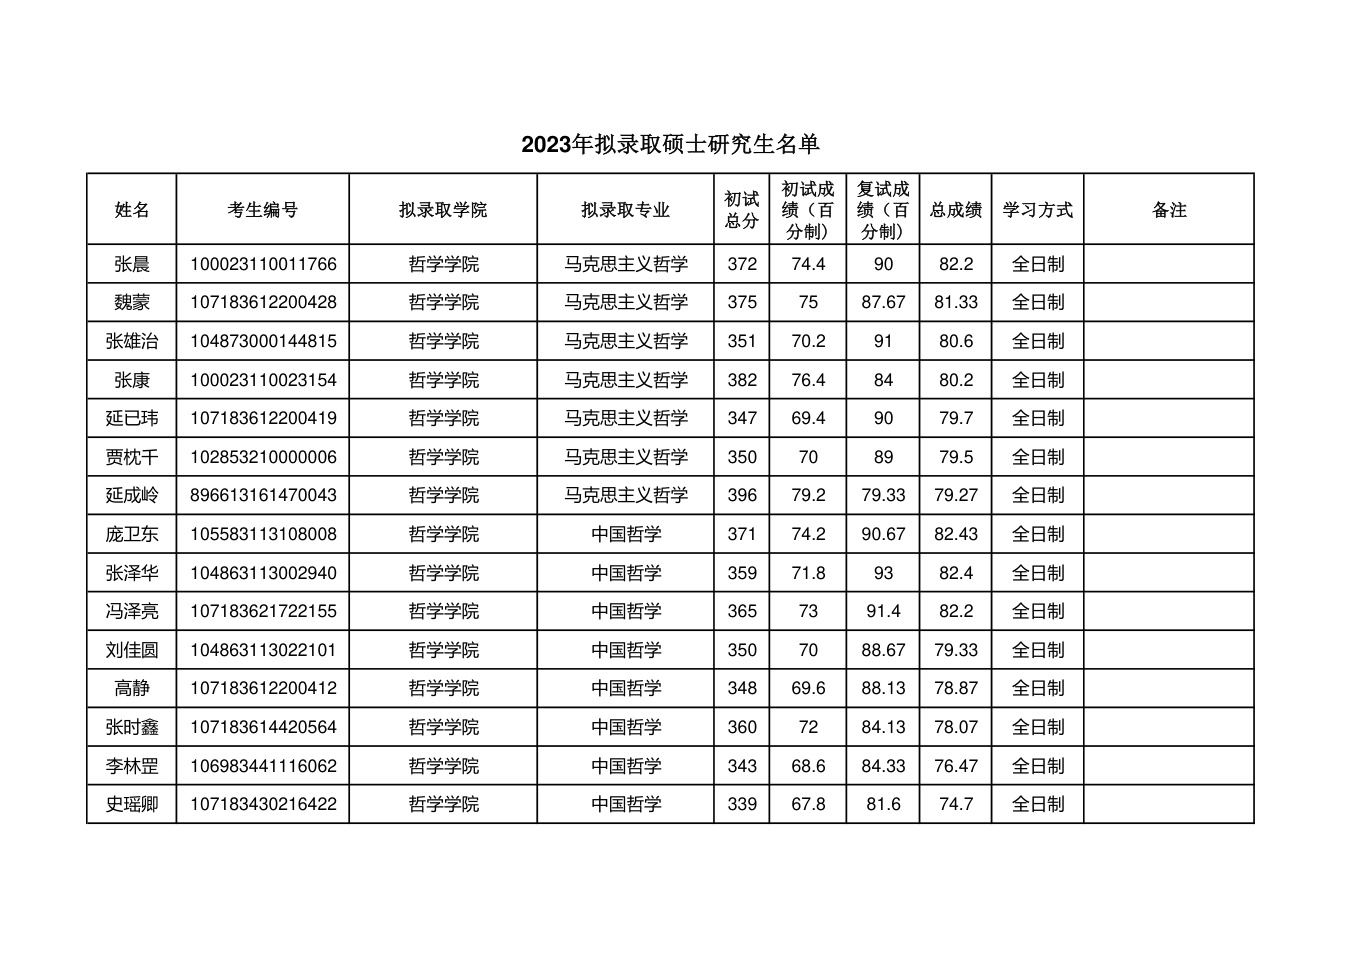 2023年拟录取硕士研究生名单
姓名 考生编号 拟录取学院 拟录取专业 初试总分 初试成绩（百分制） 复试成绩（百分制） 总成绩 学习方式 备注
张晨 100023110011766 哲学学院 马克思主义哲学 372 74.4 90 82.2 全日制
魏蒙 107183612200428 哲学学院 马克思主义哲学 375 75 87.67 81.33 全日制
张雄治 104873000144815 哲学学院 马克思主义哲学 351 70.2 91 80.6 全日制
张康 100023110023154 哲学学院 马克思主义哲学 382 76.4 84 80.2 全日制
延已玮 107183612200419 哲学学院 马克思主义哲学 347 69.4 90 79.7 全日制
贾枕千 102853210000006 哲学学院 马克思主义哲学 350 70 89 79.5 全日制
延成岭 896613161470043 哲学学院 马克思主义哲学 396 79.2 79.33 79.27 全日制
庞卫东 105583113108008 哲学学院 中国哲学 371 74.2 90.67 82.43 全日制
张泽华 104863113002940 哲学学院 中国哲学 359 71.8 93 82.4 全日制
冯泽亮 107183621722155 哲学学院 中国哲学 365 73 91.4 82.2 全日制
刘佳圆 104863113022101 哲学学院 中国哲学 350 70 88.67 79.33 全日制
高静 107183612200412 哲学学院 中国哲学 348 69.6 88.13 78.87 全日制
张时鑫 107183614420564 哲学学院 中国哲学 360 72 84.13 78.07 全日制
李林罡 106983441116062 哲学学院 中国哲学 343 68.6 84.33 76.47 全日制
史瑶卿 107183430216422 哲学学院 中国哲学 339 67.8 81.6 74.7 全日制